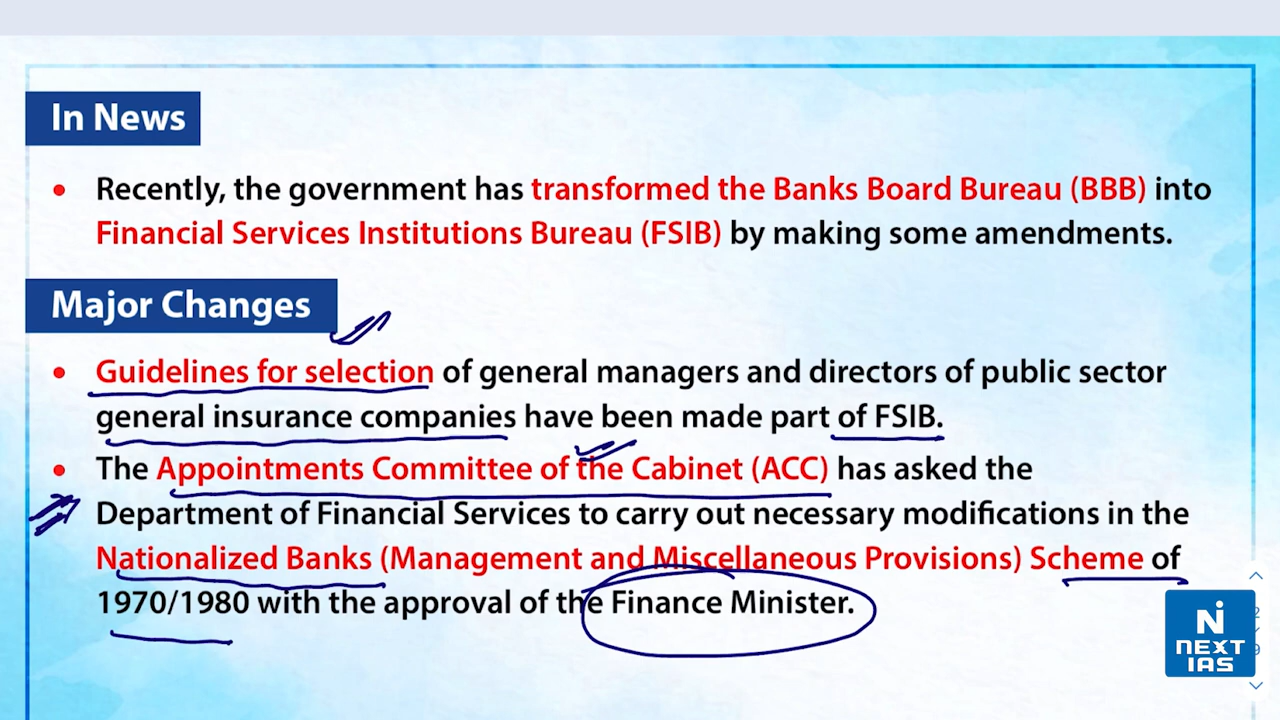 In News
• Recently, the government has transformed the Banks Board Bureau (BBB) into
Financial Services Institutions Bureau (FSIB) by making some amendments.
Major Changes
• Guidelines for selection of general managers and directors of public sector
general insurance companies have been made part of FSIB.
• The Appointments Committee of the Cabinet (ACC) has asked the
Department of Financial Services to carry out necessary modifications in the
Nationalized Banks (Management and Miscellaneous Provisions) Scheme of
1970/1980 with the approval of the Finance Minister.
2
9
NEXT
IAS